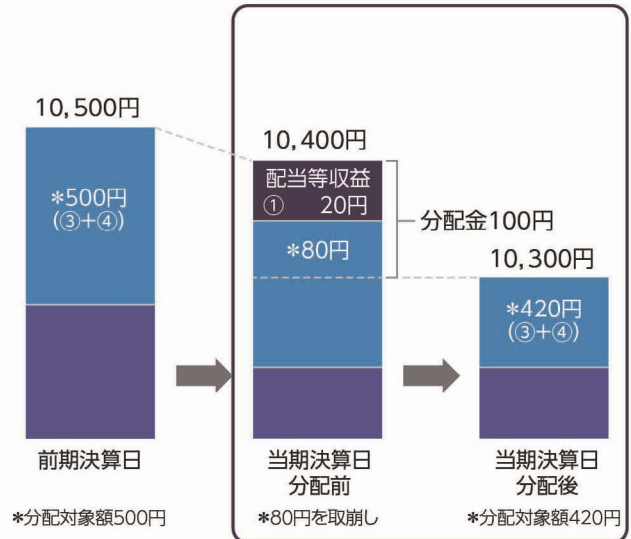 10,500円
*500円
(③+④)
前期決算日
*分配対象額500円
10,400円
配当等収益
① 20円
*80円
分配金100円
当期決算日
分配前
*80円を取崩し
10,300円
*420円
(③+④)
当期決算日
分配後
*分配対象額420円